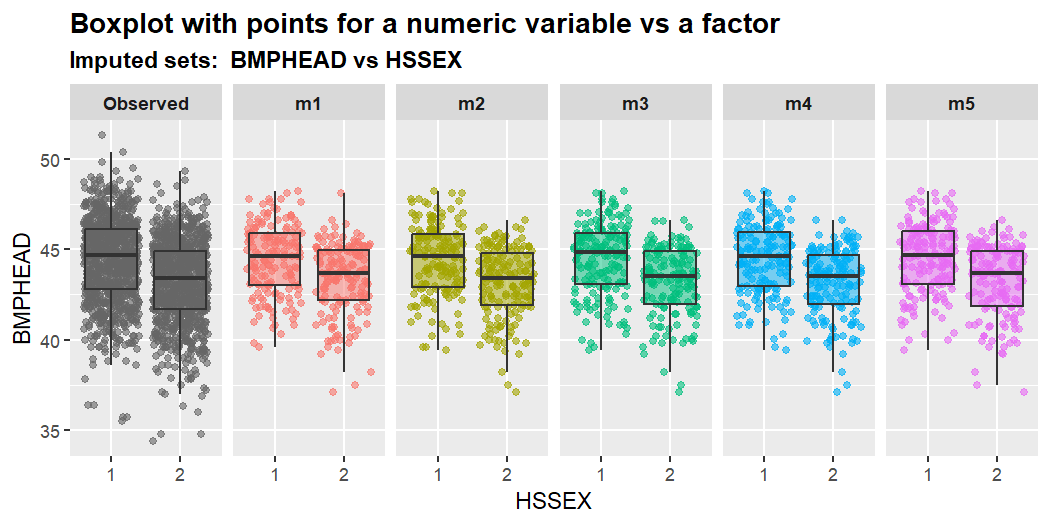 Boxplot with points for a numeric variable vs a factor
Imputed sets:  BMPHEAD vs HSSEX
Observed m1 m2 m3 m4 m5
50
45
40
35
BMPHEAD
1 2 1 2 1 2 1 2 1 2 1 2
HSSEX